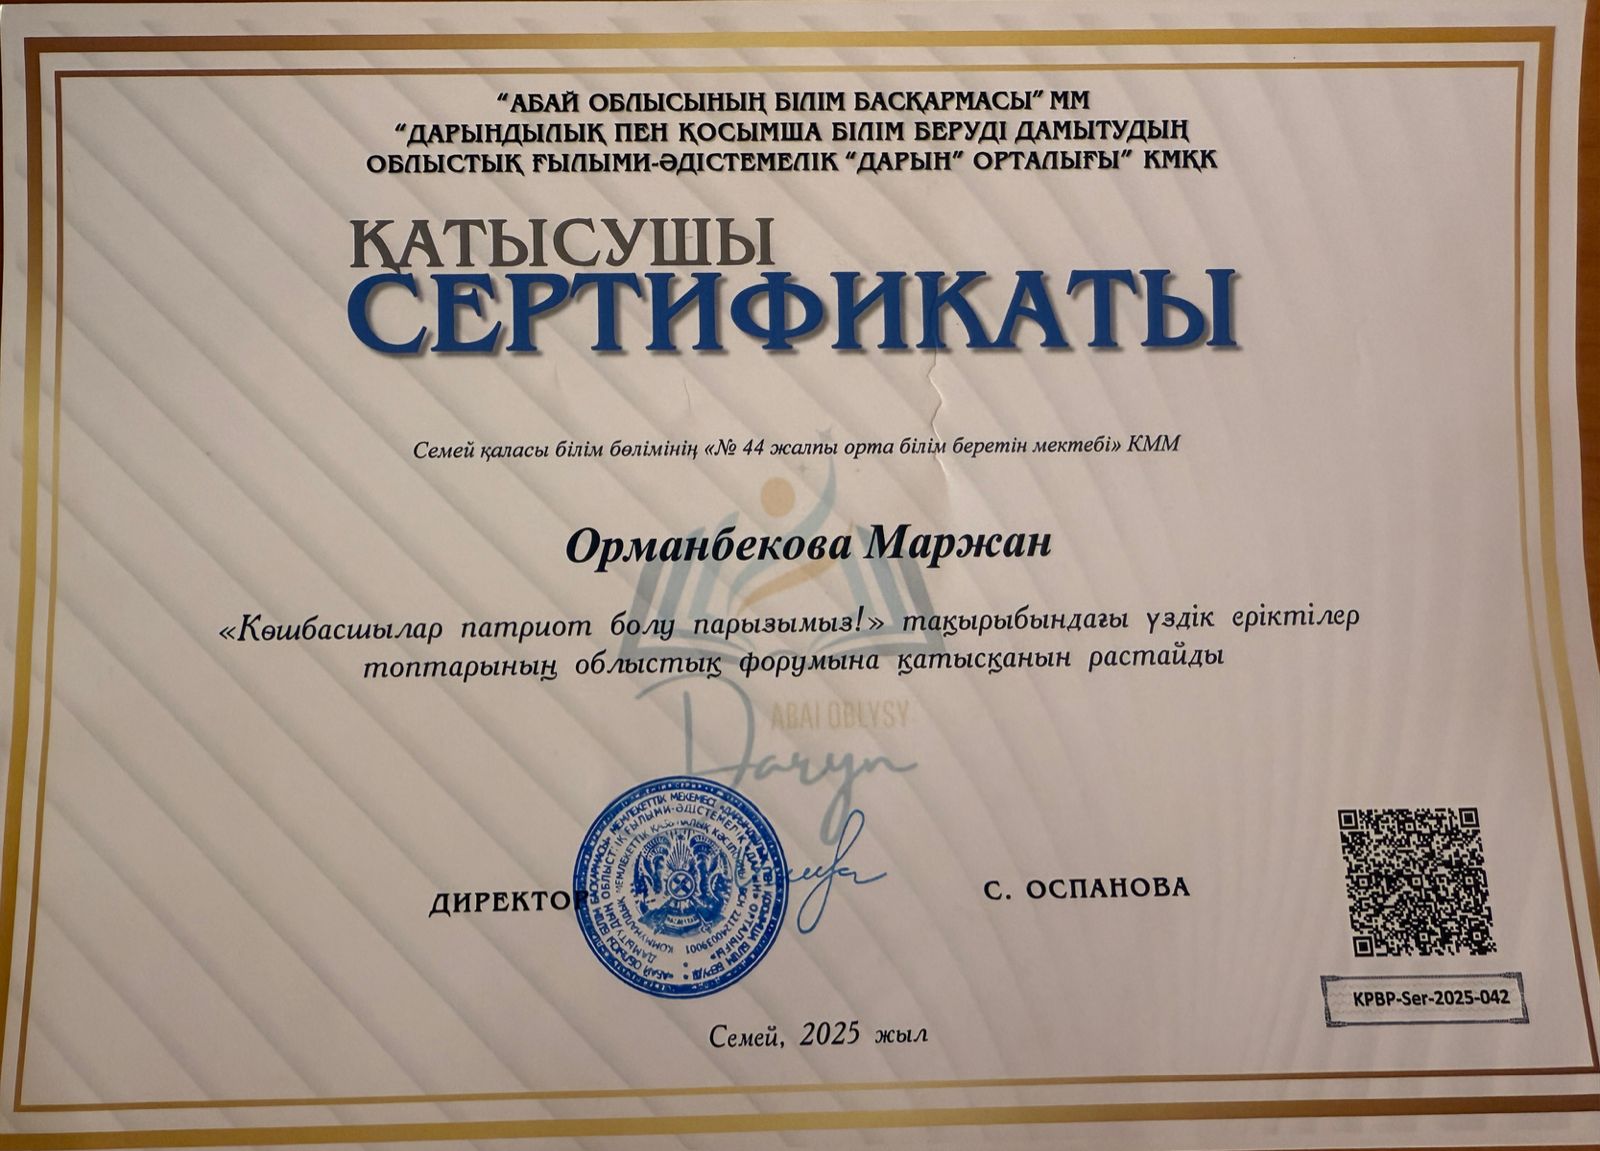 “АБАЙ ОБЛЫСЫНЫҢ БІЛІМ БАСҚАРМАСЫ” ММ
“ДАРЫНДЫЛЫҚ ПЕН ҚОСЫМША БІЛІМ БЕРУДІ ДАМЫТУДЫҢ
ОБЛЫСТЫҚ ҒЫЛЫМИ-ӘДІСТЕМЕЛІК “ДАРЫН” ОРТАЛЫҒЫ” КМҚК
ҚАТЫСУШЫ
СЕРТИФИКАТЫ
Семей қаласы білім бөлімінің «№ 44 жалпы орта білім беретін мектебі» КММ
Орманбекова Маржан
«Көшбасшылар патриот болу парызымыз!» тақырыбындағы үздік еріктілер
топтарының облыстық форумына қатысқанын растайды
ABAI OBLYSY
Daryn
ДИРЕКТОР
С. ОСПАНОВА
KPBP-Ser-2025-042
Семей, 2025 жыл